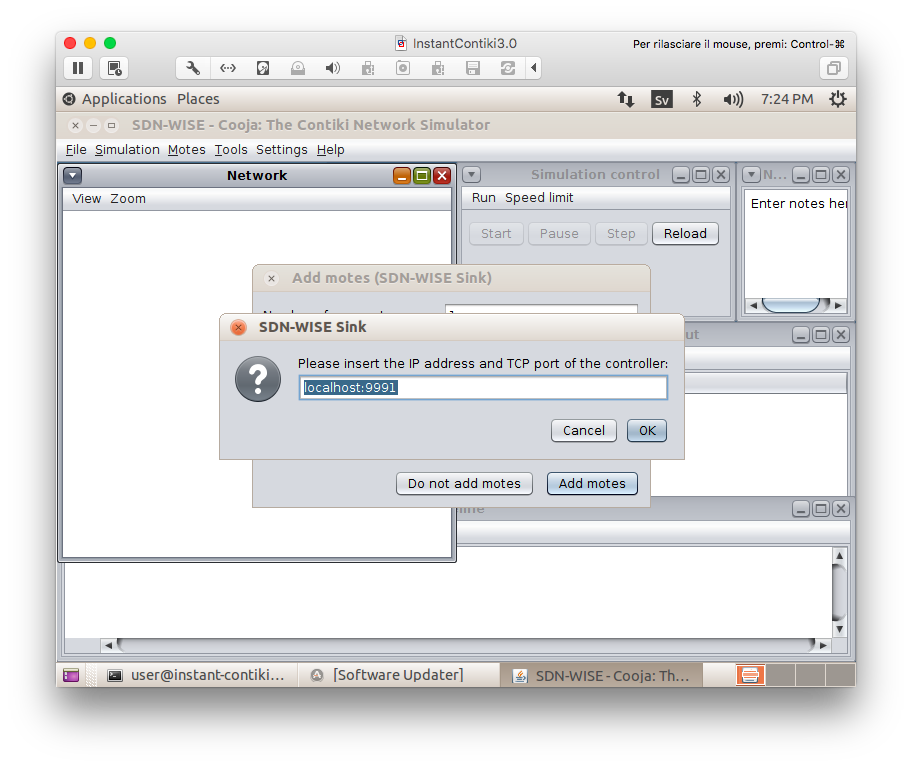 InstantContiki3.0
Per rilasciare il mouse, premi: Control-⌘
Applications Places
Sv
7:24 PM
SDN-WISE - Cooja: The Contiki Network Simulator
File Simulation Motes Tools Settings Help
Network
View Zoom
Simulation control
Run Speed limit
Start Pause Step Reload
N...
Enter notes her
Add motes (SDN-WISE Sink)
SDN-WISE Sink
Please insert the IP address and TCP port of the controller:
localhost:9991
Cancel OK
Do not add motes Add motes
user@instant-contiki...
[Software Updater]
SDN-WISE - Cooja: Th...